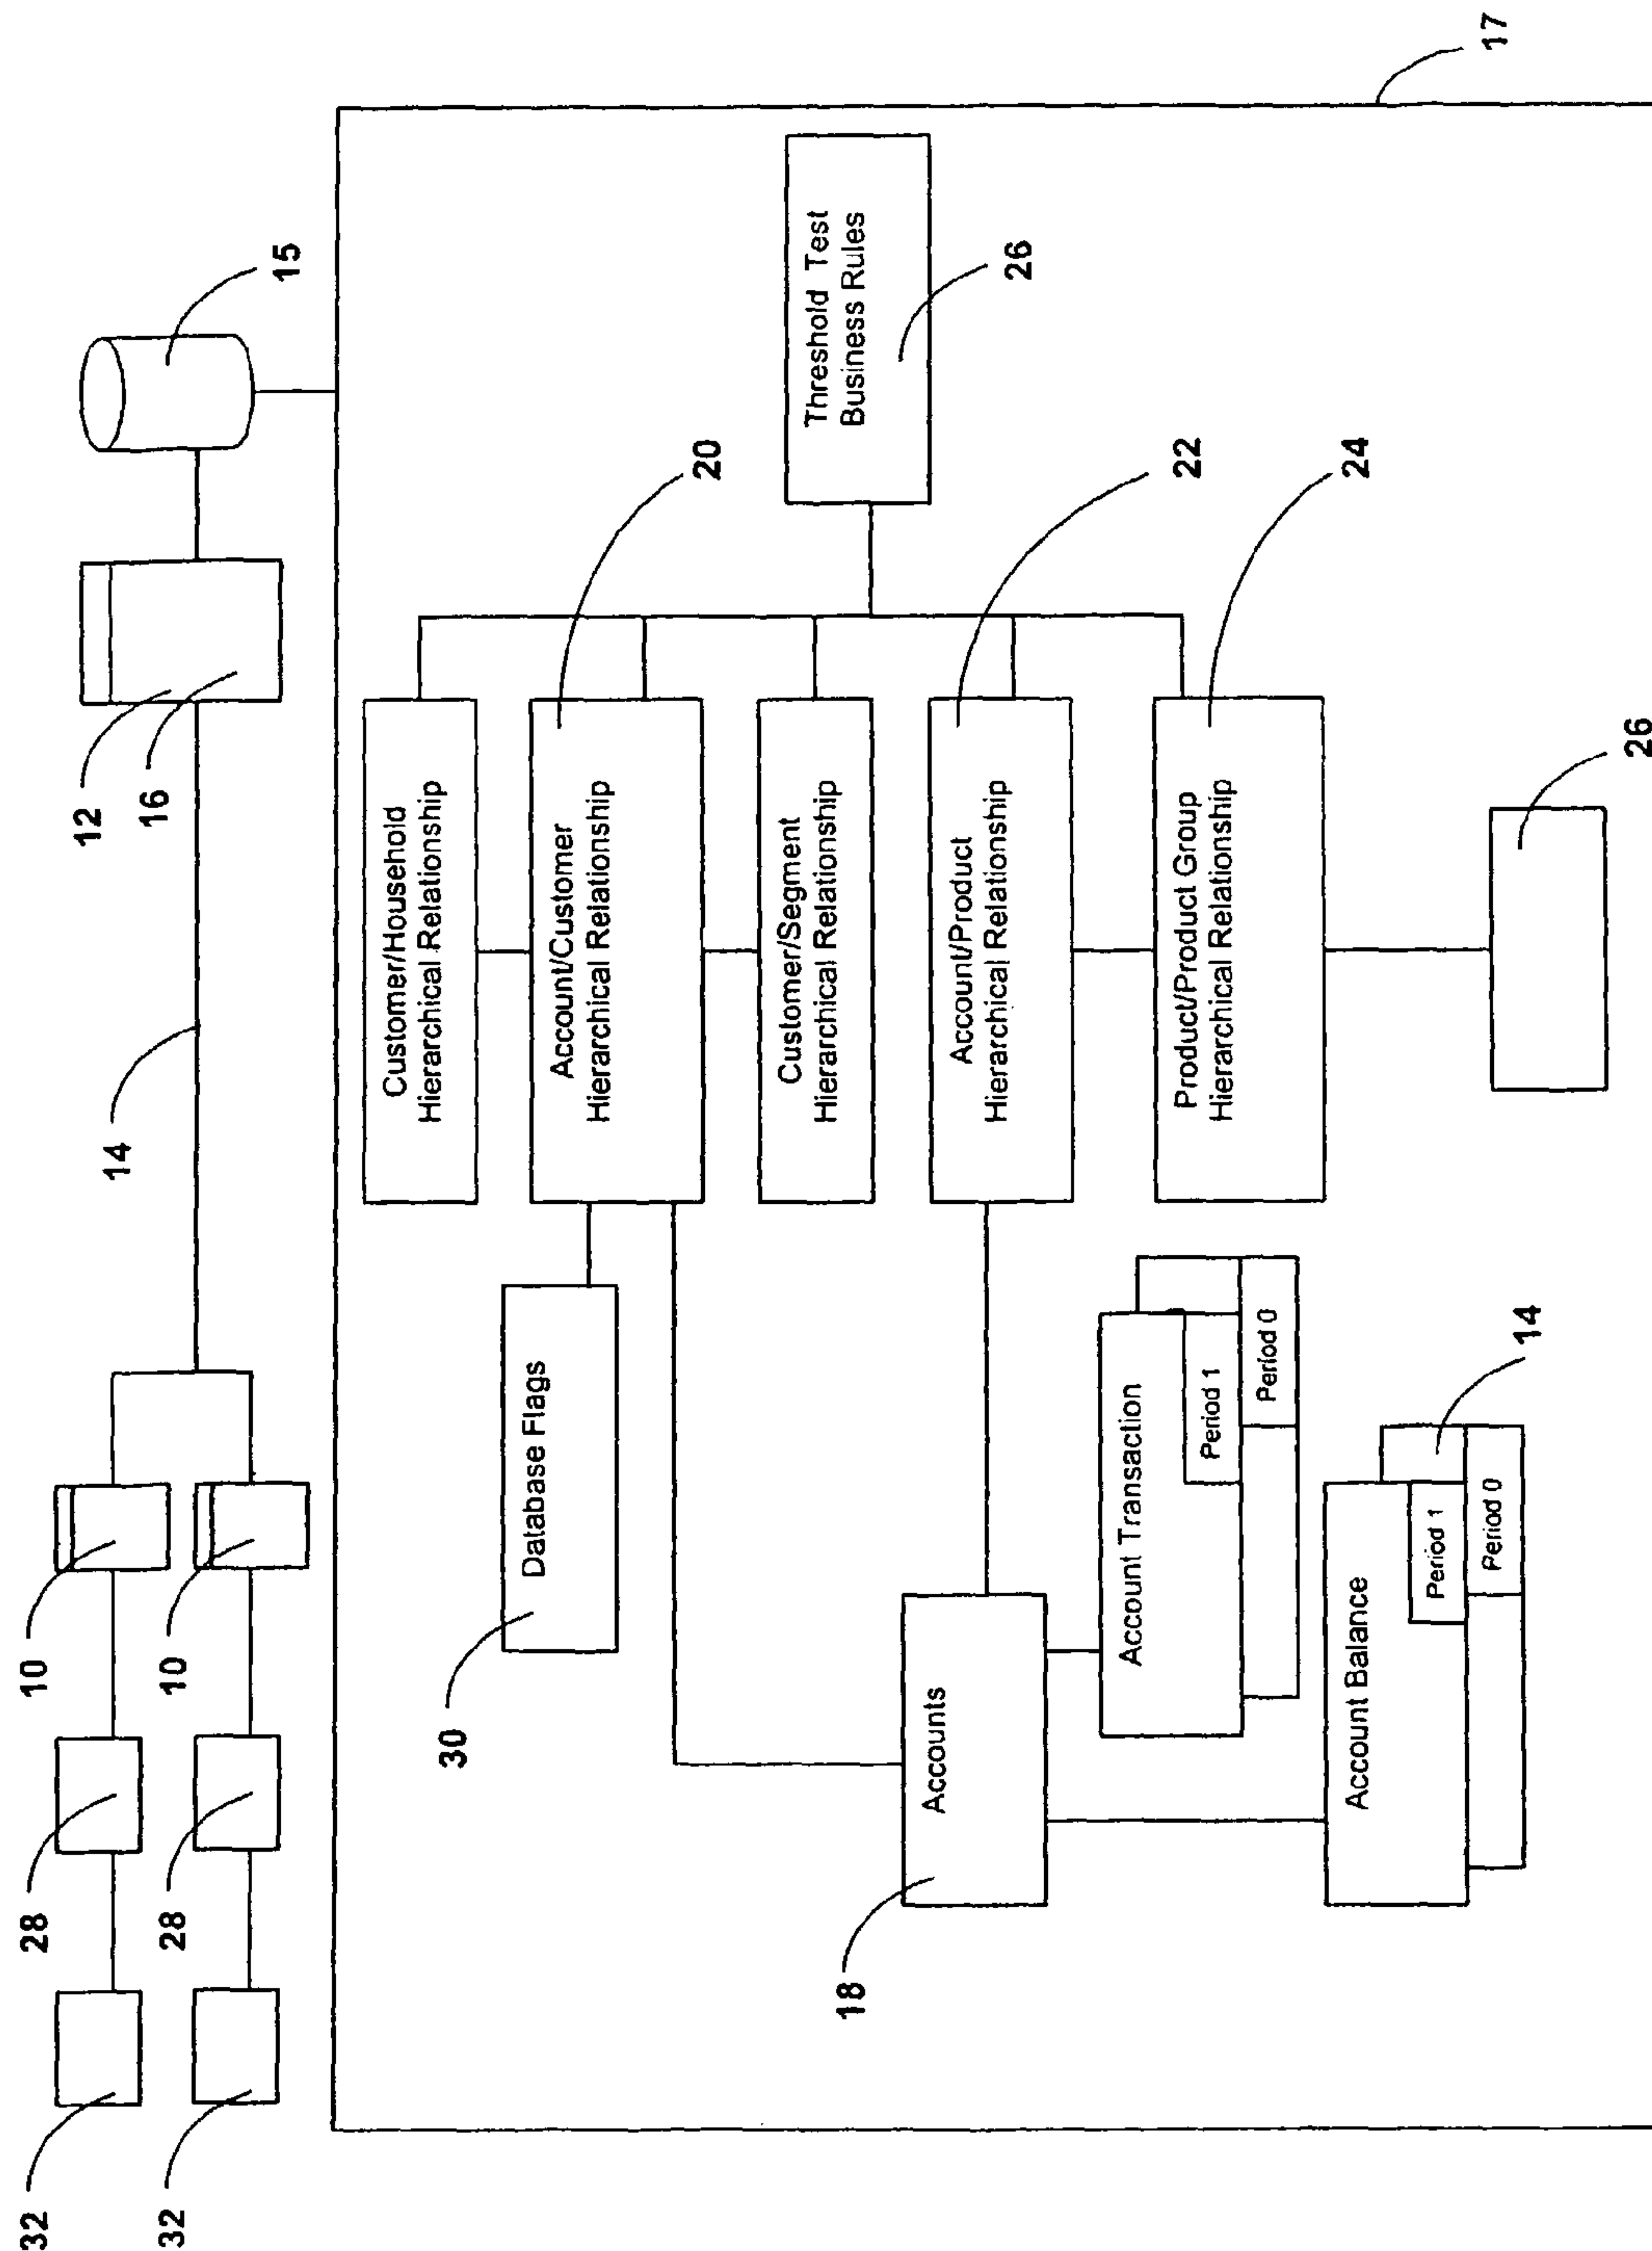 32
28
10
14
12
16
32
28
10
15
Customer/Household
Hierarchical Relationship
30
Database Flags
Account/Customer
Hierarchical Relationship
20
Customer/Segment
Hierarchical Relationship
Threshold Test
Business Rules
26
18
Accounts
Account/Product
Hierarchical Relationship
22
Account Transaction
Period 1
Period 0
Product/Product Group
Hierarchical Relationship
24
Account Balance
Period 1
Period 0
14
17
26